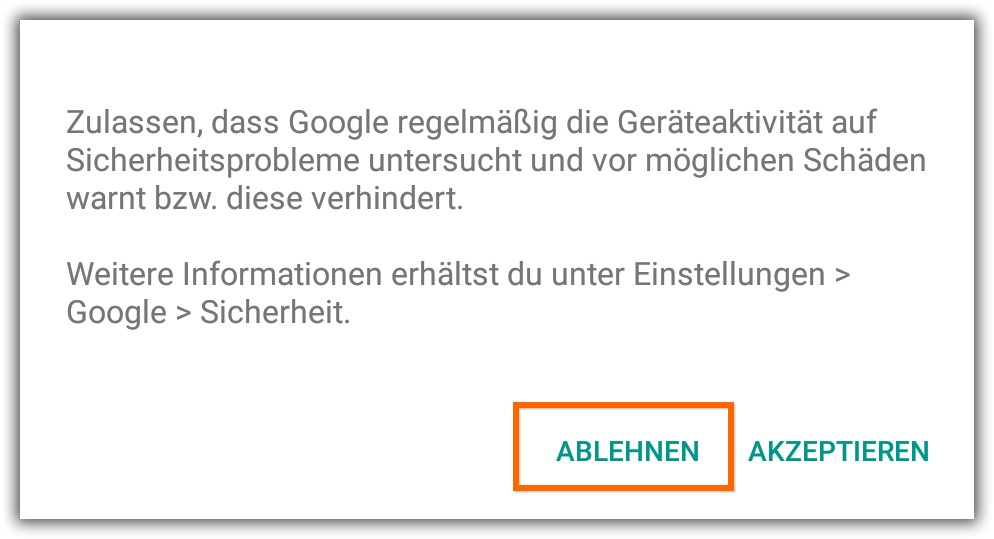 Zulassen, dass Google regelmäßig die Geräteaktivität auf
Sicherheitsprobleme untersucht und vor möglichen Schäden
warnt bzw. diese verhindert.
Weitere Informationen erhältst du unter Einstellungen >
Google > Sicherheit.
ABLEHNEN AKZEPTIEREN